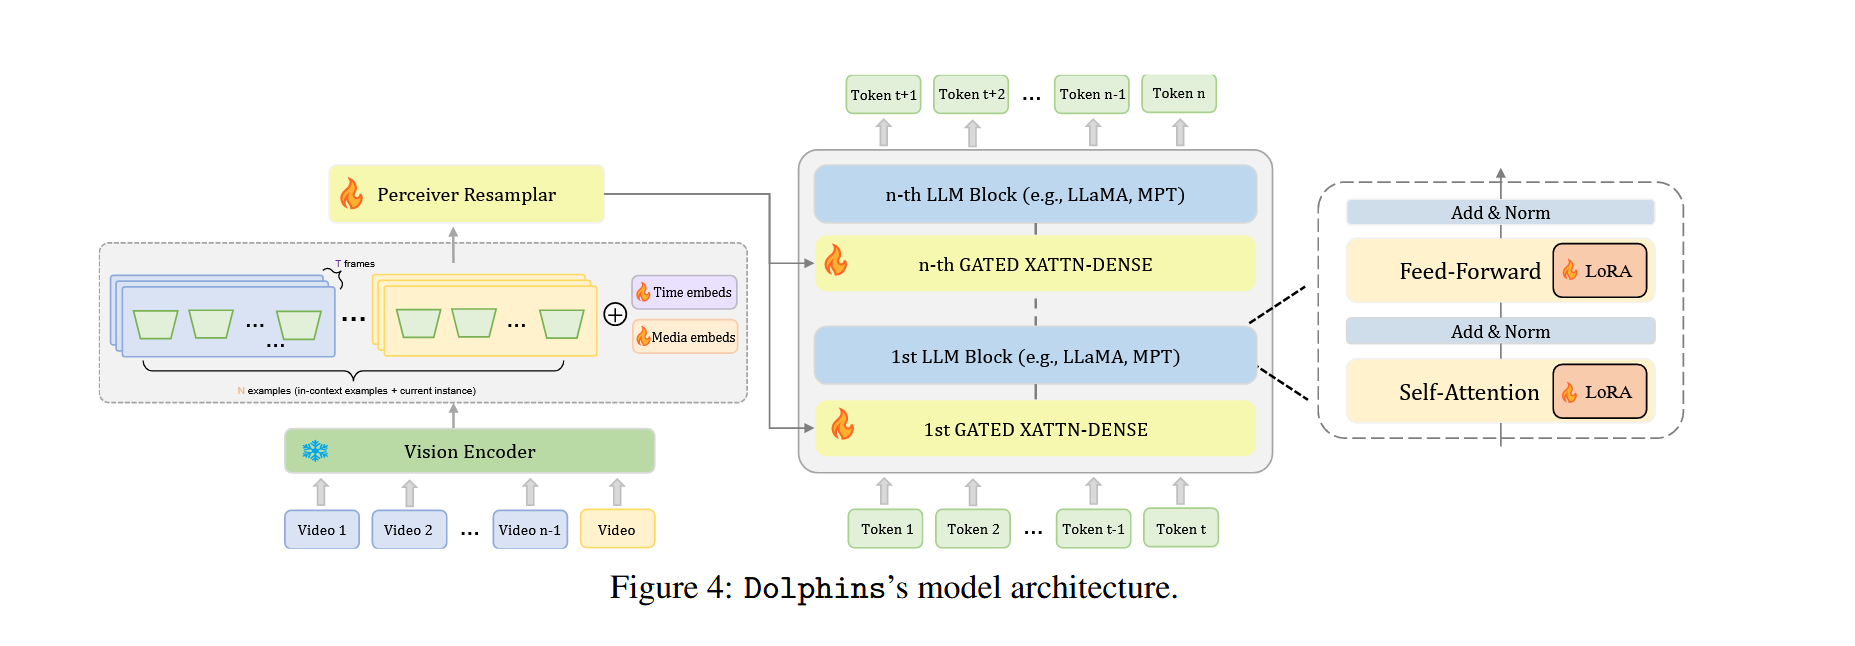 Token t+1 Token t+2 ... Token n-1 Token n
Perceiver Resamplar
n-th LLM Block (e.g., LLaMA, MPT)
n-th GATED XATTN-DENSE
1st LLM Block (e.g., LLaMA, MPT)
1st GATED XATTN-DENSE
Add & Norm
Feed-Forward LoRA
Add & Norm
Self-Attention LoRA
T frames
... ... ...
...
Time embeds
Media embeds
N examples (in-context examples + current instance)
Vision Encoder
Video 1 Video 2 ... Video n-1 Video
Token 1 Token 2 ... Token t-1 Token t
Figure 4: Dolphins's model architecture.